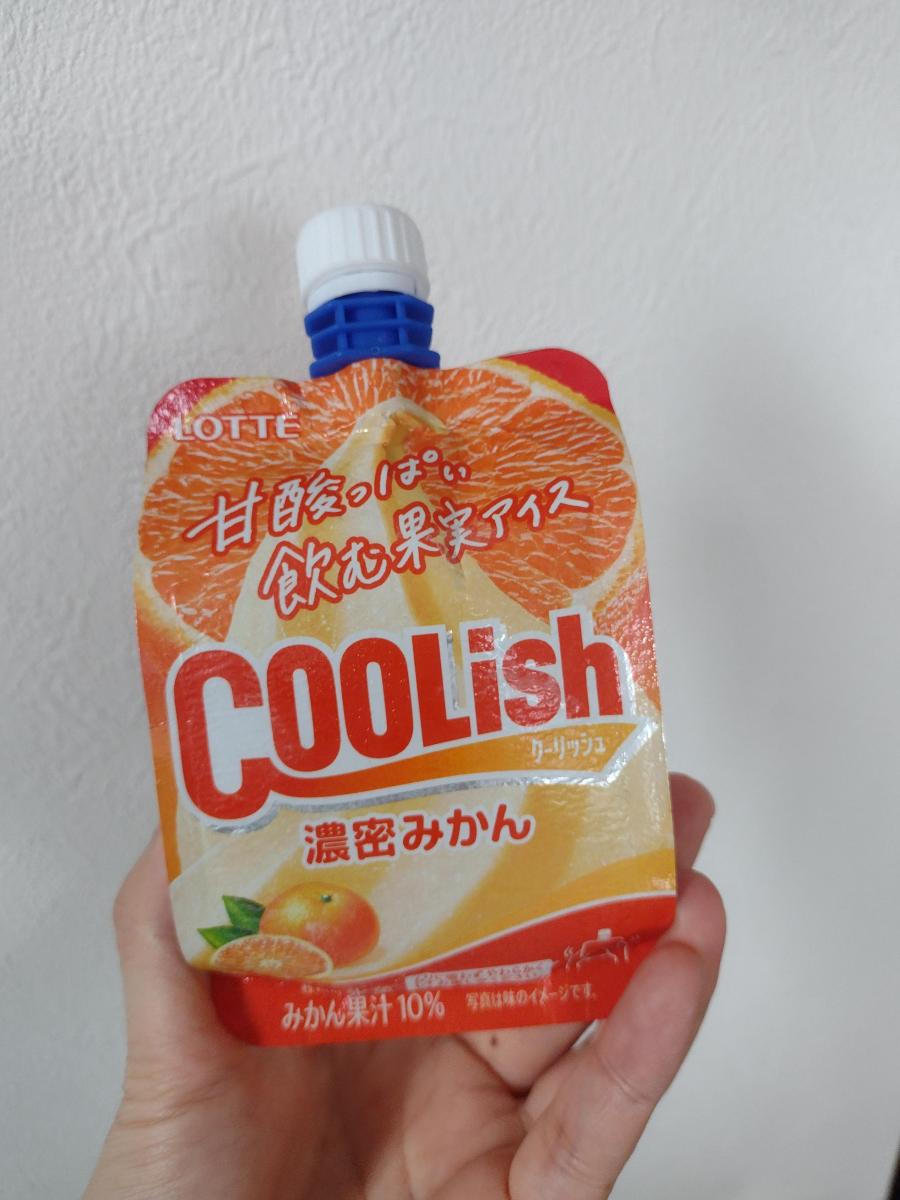 LOTTE
甘酸っぱい
飲む果実アイス
COOLish
クーリッシュ
濃密みかん
みかん果汁10% 写真は味のイメージです。